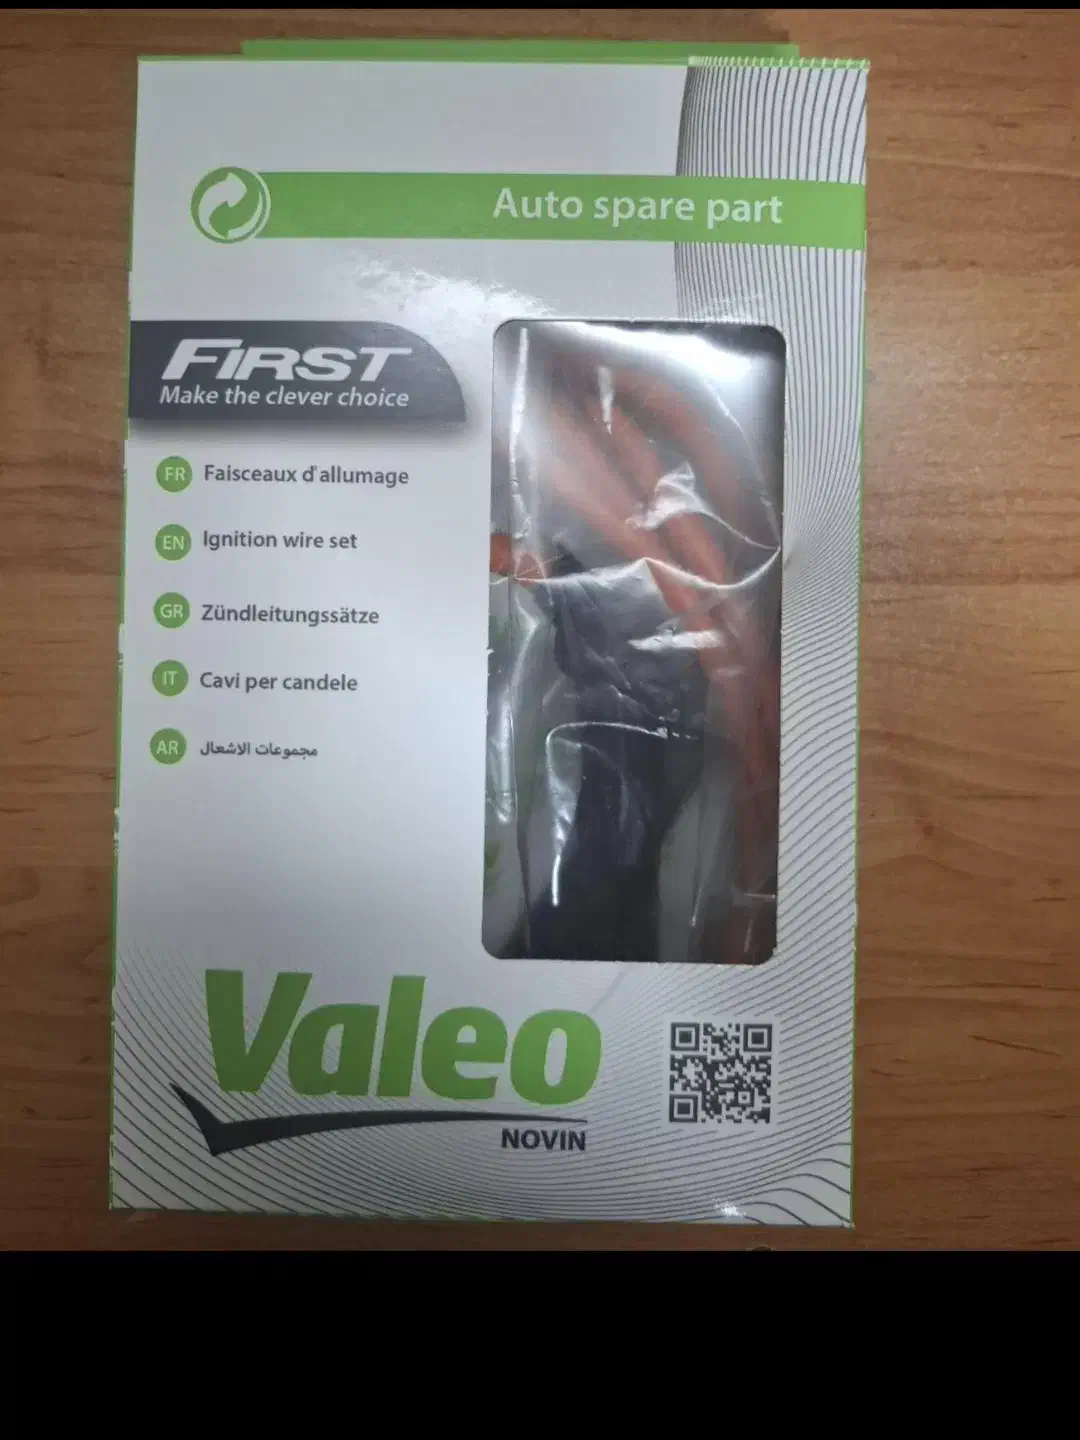 Auto spare part
FIRST
Make the clever choice
FR Faisceaux d'allumage
EN Ignition wire set
GR Zündleitungssätze
IT Cavi per candele
AR مجموعات الاشعال
Valeo
NOVIN